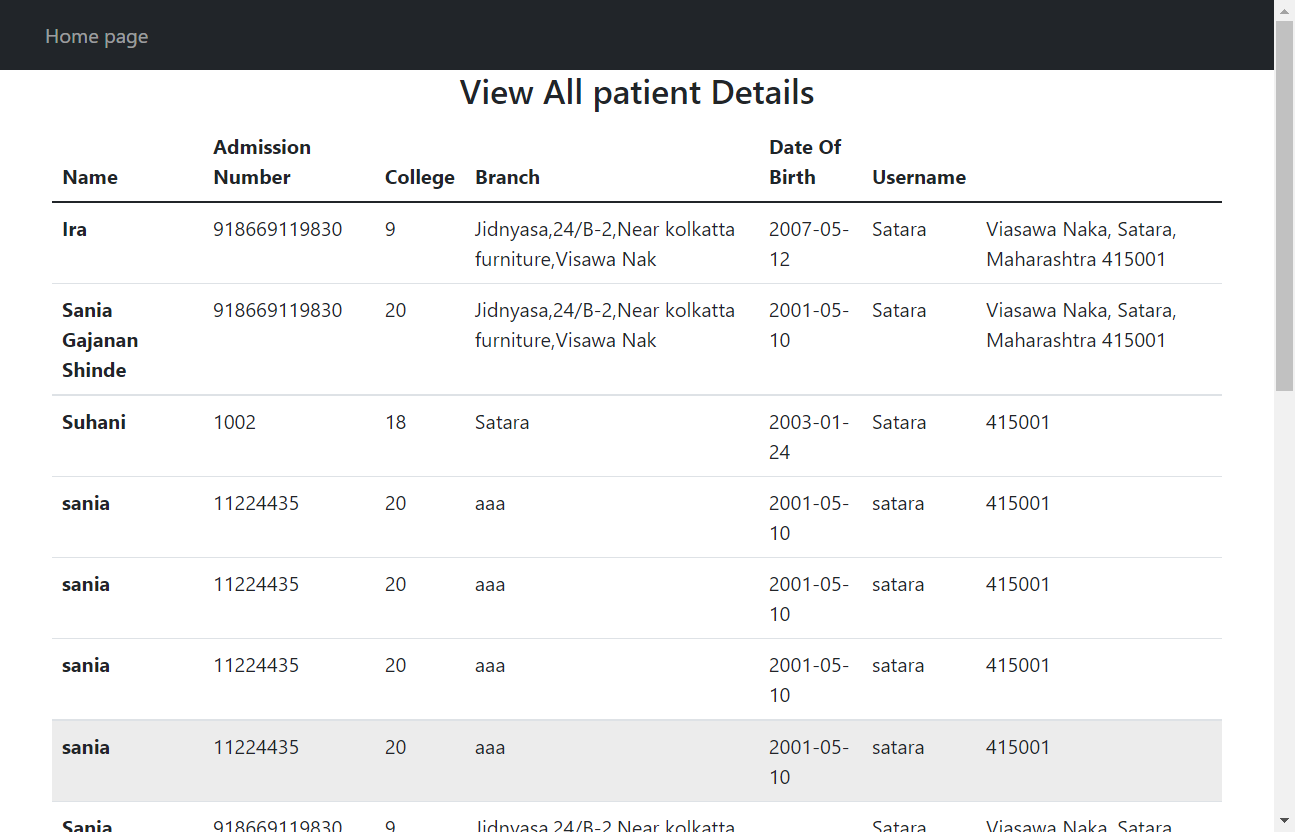 Home page
View All patient Details
Name Admission Number College Branch Date Of Birth Username
Ira 918669119830 9 Jidnyasa,24/B-2,Near kolkatta furniture,Visawa Nak 2007-05-12 Satara Viasawa Naka, Satara, Maharashtra 415001
Sania Gajanan Shinde 918669119830 20 Jidnyasa,24/B-2,Near kolkatta furniture,Visawa Nak 2001-05-10 Satara Viasawa Naka, Satara, Maharashtra 415001
Suhani 1002 18 Satara 2003-01-24 Satara 415001
sania 11224435 20 aaa 2001-05-10 satara 415001
sania 11224435 20 aaa 2001-05-10 satara 415001
sania 11224435 20 aaa 2001-05-10 satara 415001
sania 11224435 20 aaa 2001-05-10 satara 415001
Sania 918669119830 9 Jidnyasa,24/B-2,Near kolkatta Satara Viasawa Naka, Satara,